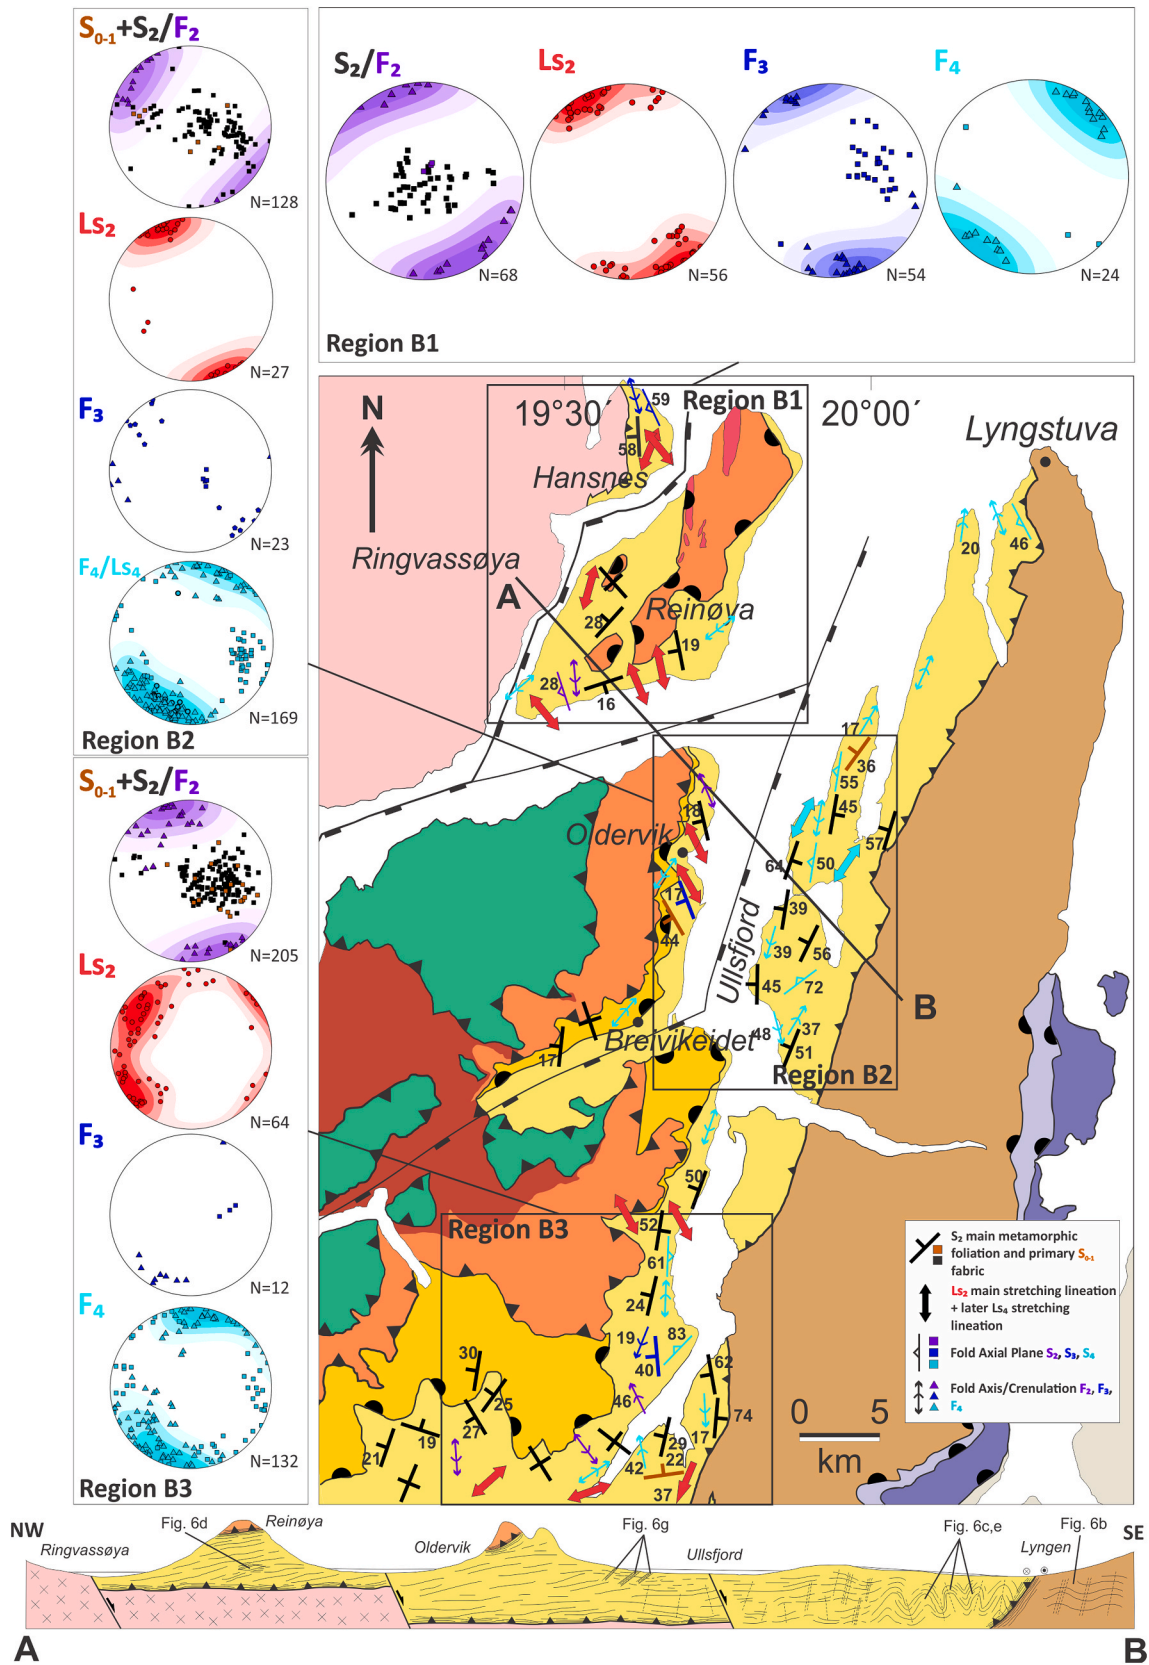 S₀₋₁+S₂/F₂
N=128
Ls₂
N=27
F₃
N=23
F₄/Ls₄
N=169
Region B2
S₀₋₁+S₂/F₂
N=205
Ls₂
N=64
F₃
N=12
F₄
N=132
Region B3
S₂/F₂
N=68
Ls₂
N=56
F₃
N=54
F₄
N=24
Region B1
N
19°30´
20°00´
Region B1
Lyngstuva
59
58
Hansnes
Ringvassøya
A
Reinøya
28
19
28
16
20
46
17
36
55
45
57
18
Oldervik
64
50
17
44
39
39
56
Ullsfjord
45
72
B
48
37
51
17
Breivikeidet
Region B2
50
Region B3
52
61
24
19
83
40
30
62
25
46
27
74
19
17
21
29
22
42
37
S₂ main metamorphic
foliation and primary S₀₋₁
fabric
Ls₂ main stretching lineation
+ later Ls₄ stretching
lineation
Fold Axial Plane S₂, S₃, S₄
Fold Axis/Crenulation F₂, F₃,
F₄
0 5
km
NW
Ringvassøya
Fig. 6d
Reinøya
Oldervik
Fig. 6g
Ullsfjord
Fig. 6c,e
Lyngen
Fig. 6b
SE
A
B